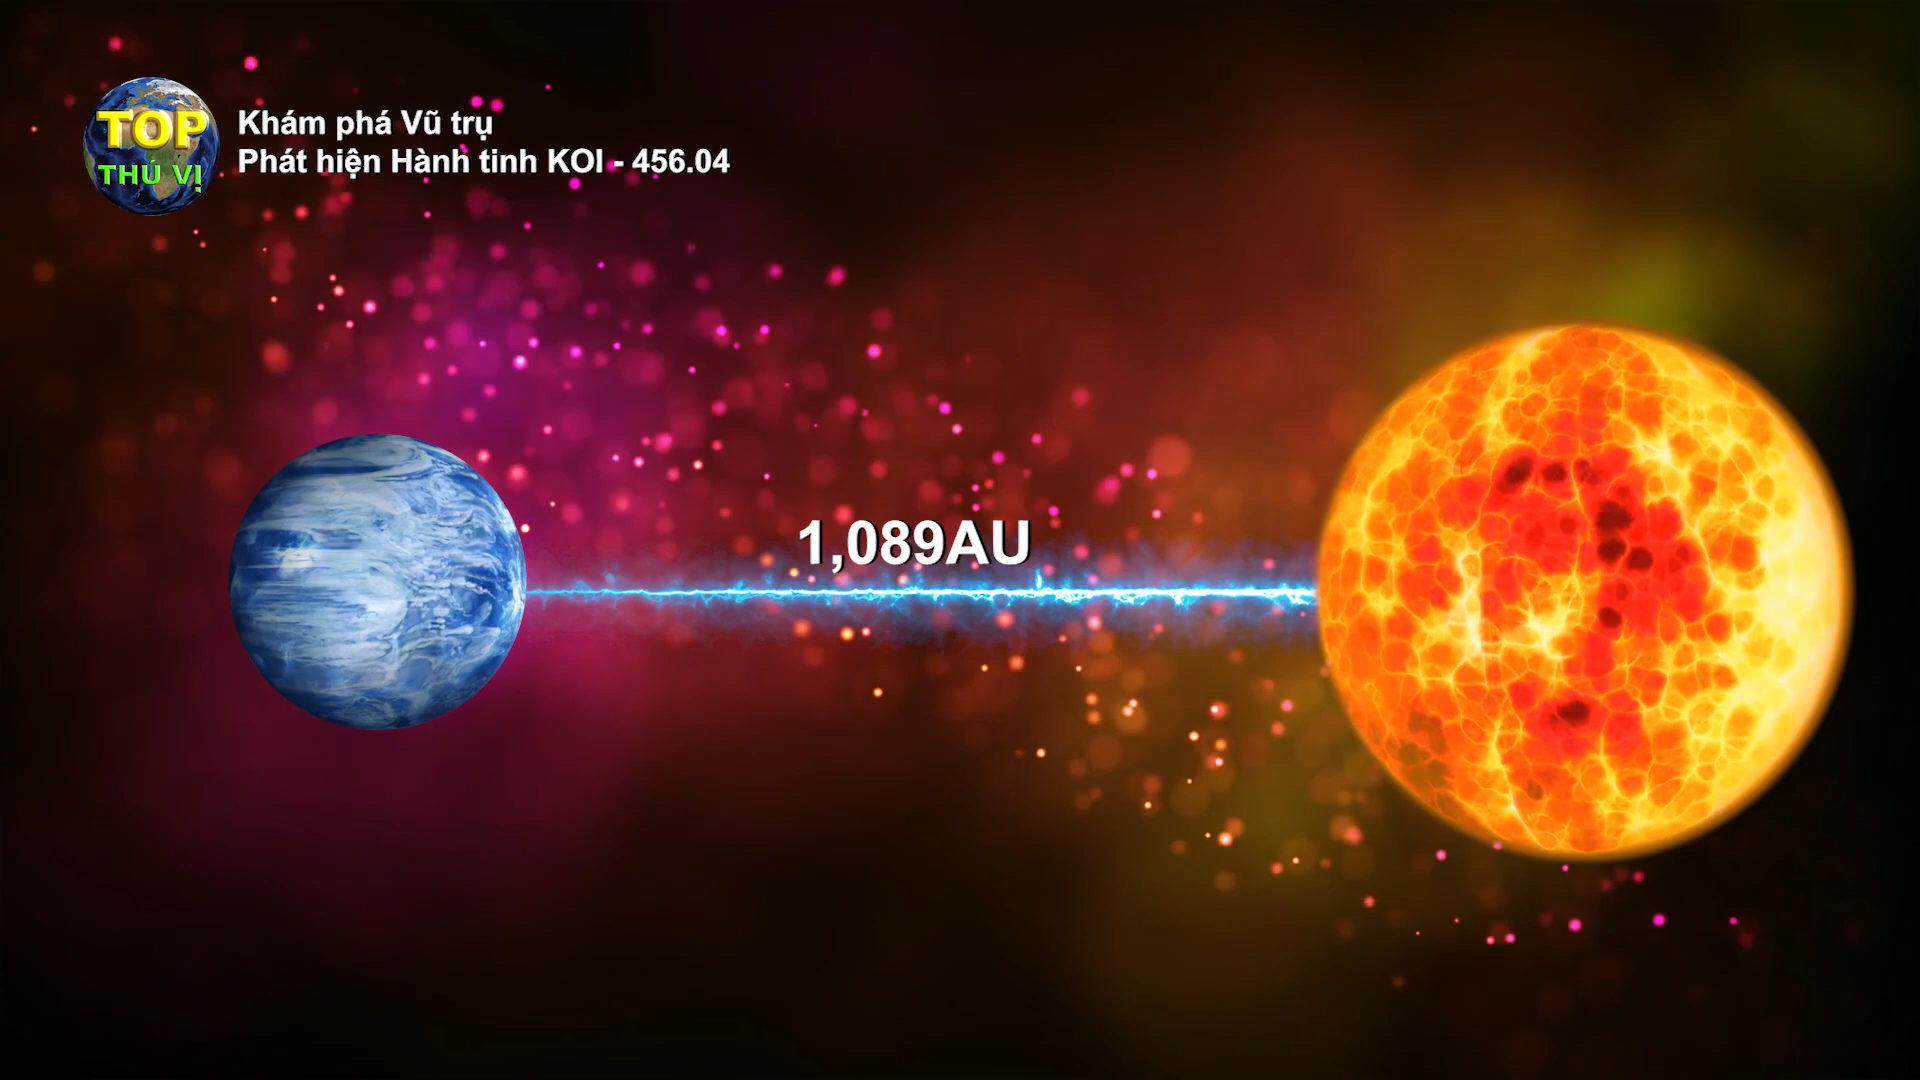 TOP
THÚ VỊ
Khám phá Vũ trụ
Phát hiện Hành tinh KOI - 456.04
1,089AU